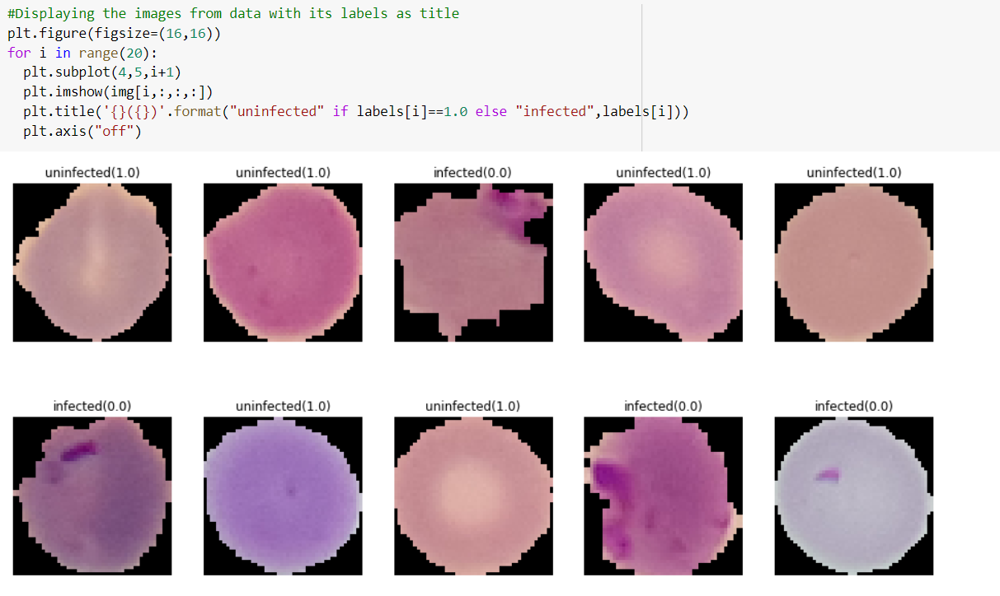 #Displaying the images from data with its labels as title
plt.figure(figsize=(16,16))
for i in range(20):
  plt.subplot(4,5,i+1)
  plt.imshow(img[i,:,:,:])
  plt.title('{}({})'.format("uninfected" if labels[i]==1.0 else "infected",labels[i]))
  plt.axis("off")
uninfected(1.0) uninfected(1.0) infected(0.0) uninfected(1.0) uninfected(1.0)
infected(0.0) uninfected(1.0) uninfected(1.0) infected(0.0) infected(0.0)